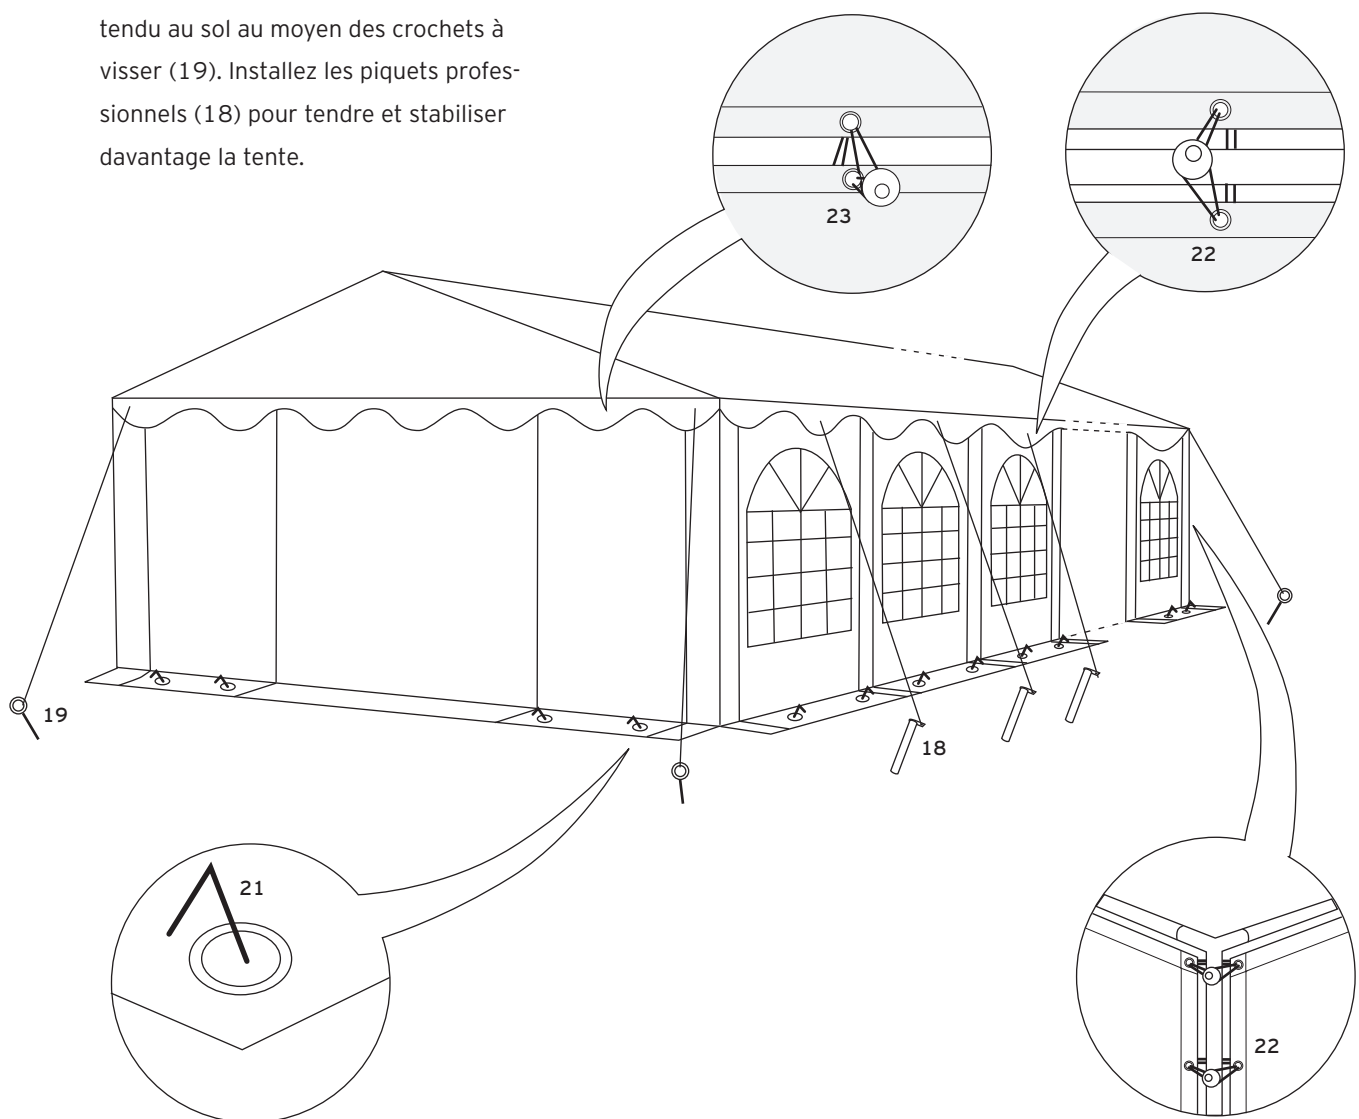 tendu au sol au moyen des crochets à
visser (19). Installez les piquets profes-
sionnels (18) pour tendre et stabiliser
davantage la tente.
23
22
19
18
21
22